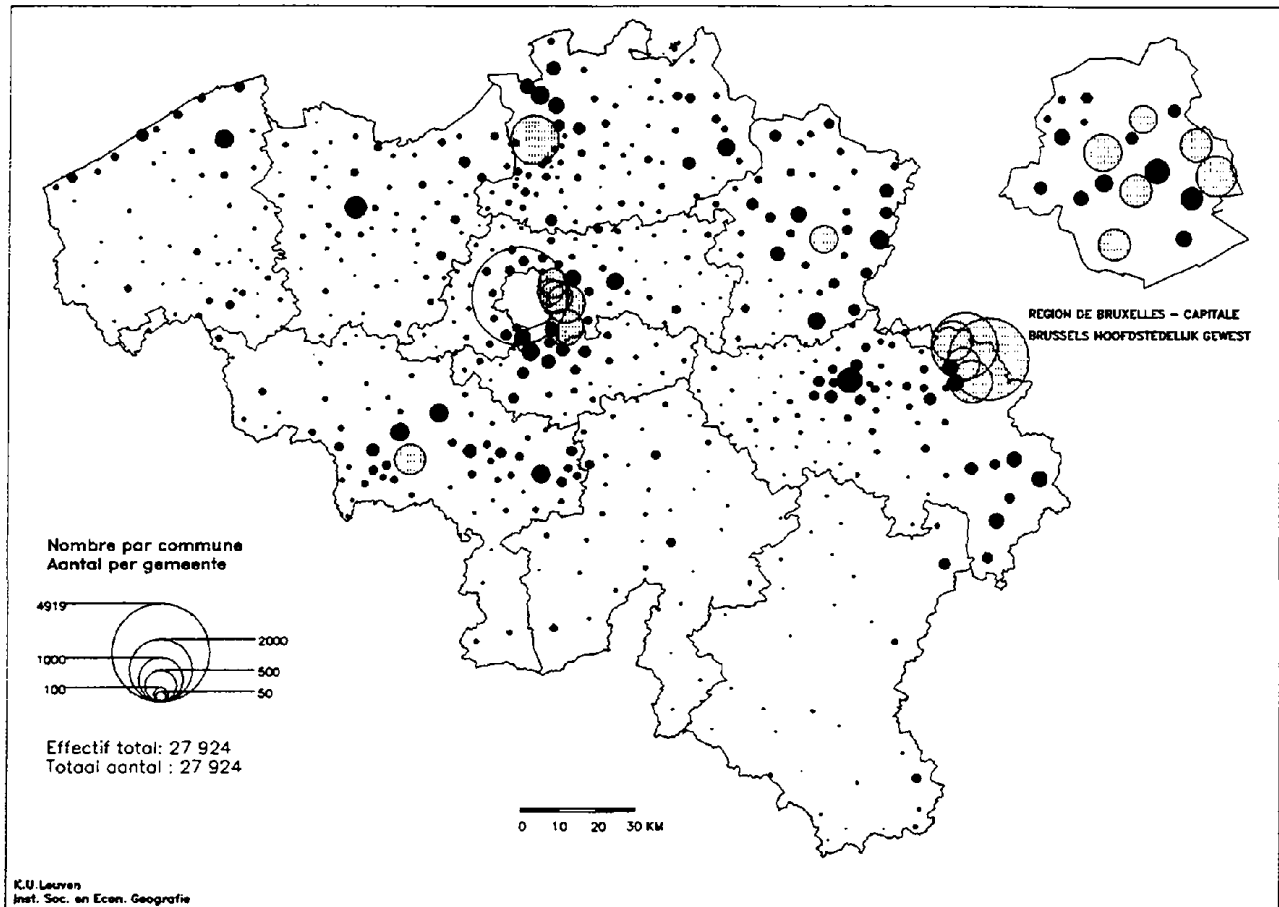 REGION DE BRUXELLES - CAPITALE
BRUSSELS HOOFDSTEDELIJK GEWEST
Nombre par commune
Aantal per gemeente
4919
2000
1000
500
100
50
Effectif total: 27 924
Totaal aantal : 27 924
0 10 20 30 KM
K.U.Leuven
Inst. Soc. en Econ. Geografie